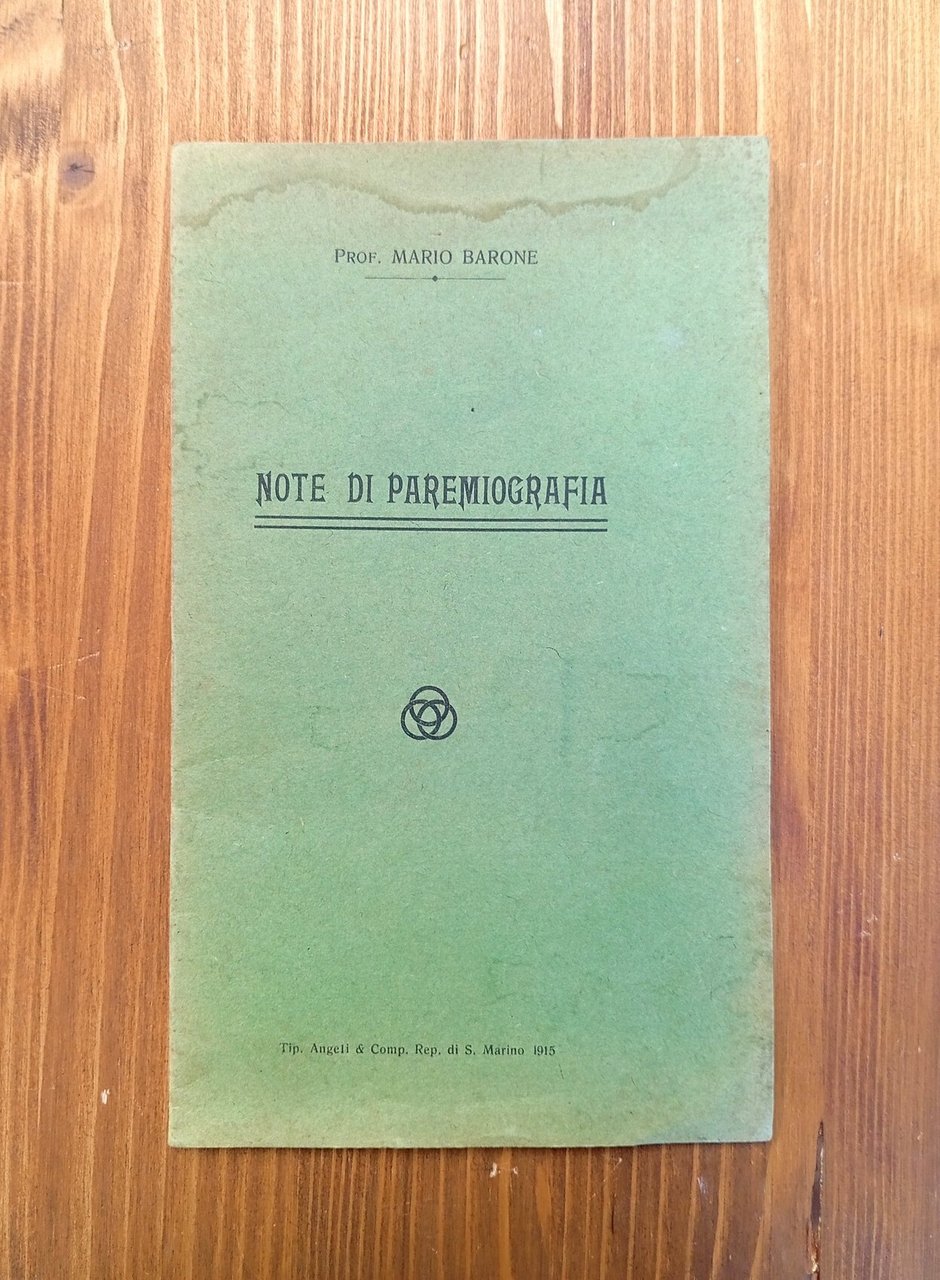 Prof. MARIO BARONE
NOTE DI PAREMIOGRAFIA
Tip. Angeli & Comp. Rep. di S. Marino 1915